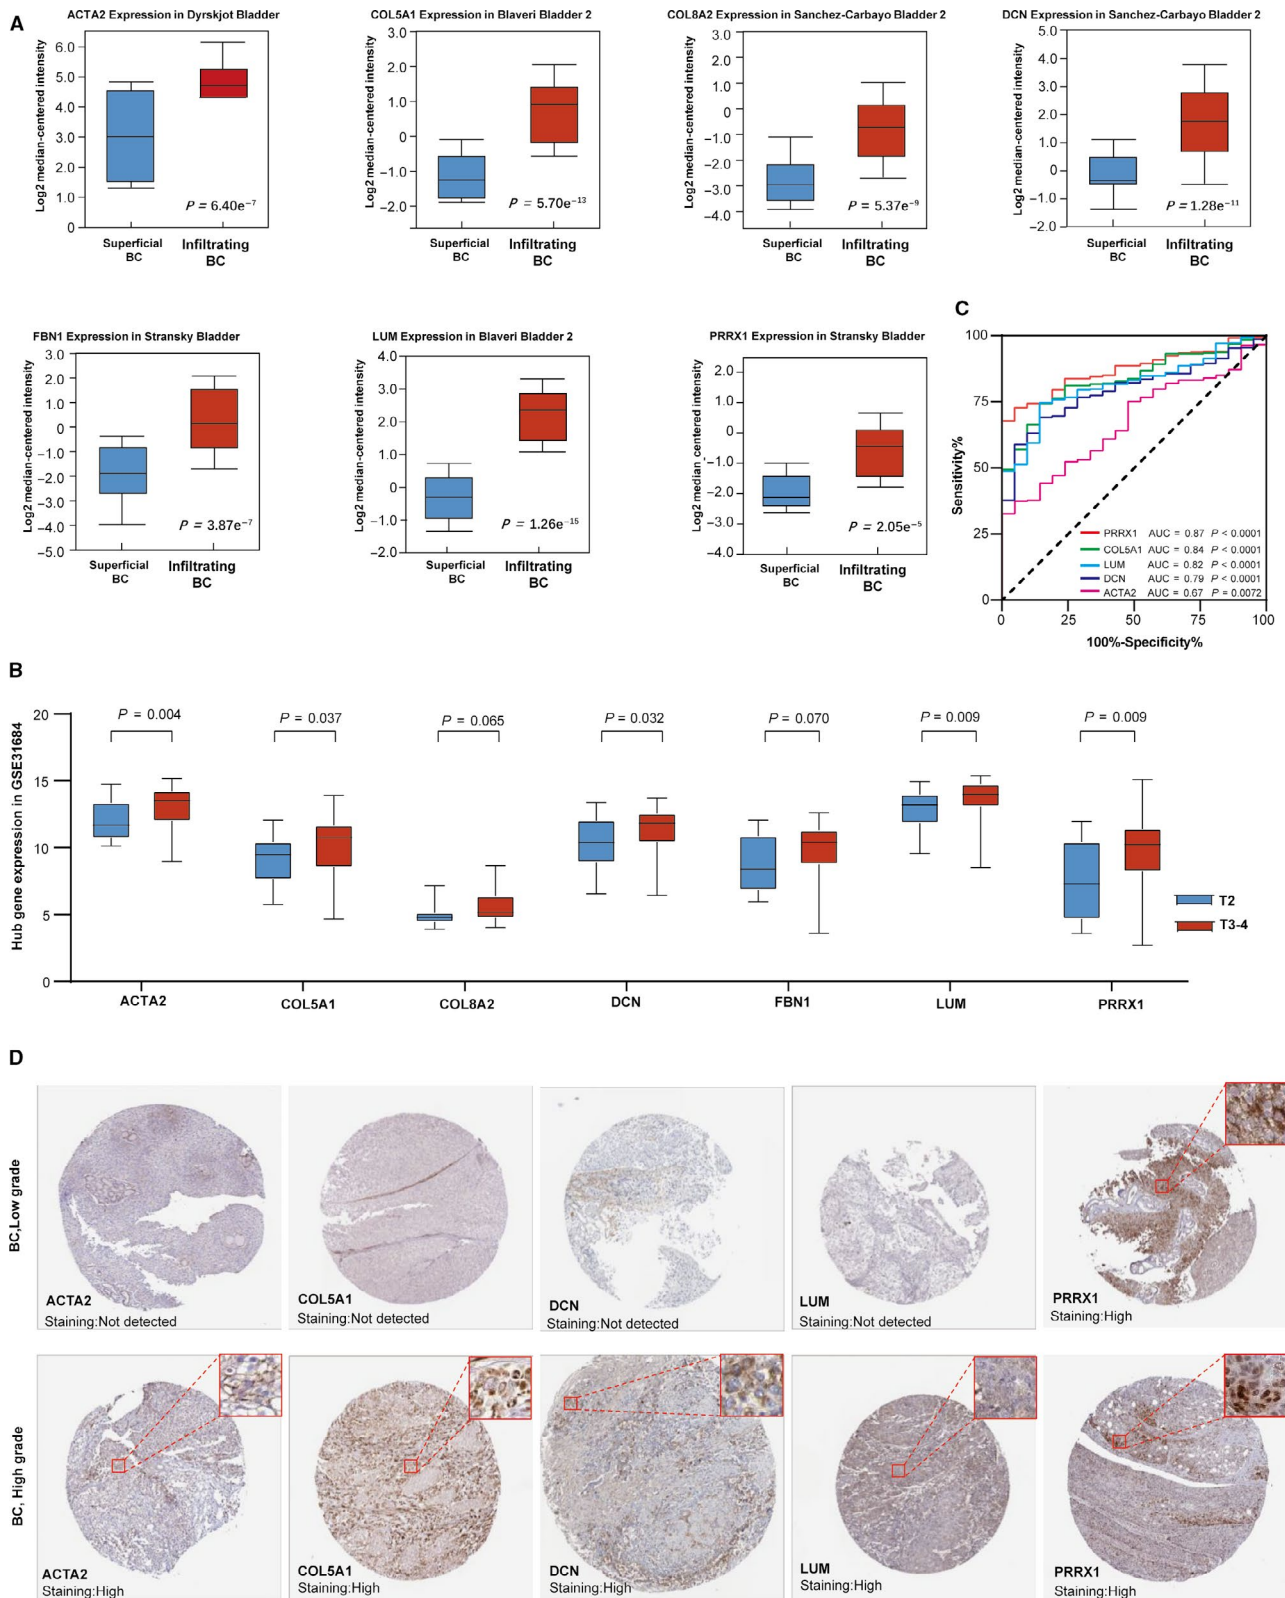 A
ACTA2 Expression in Dyrskjot Bladder
Log2 median-centered intensity
6.0
5.0
4.0
3.0
2.0
1.0
0
P = 6.40e⁻⁷
Superficial BC
Infiltrating BC
COL5A1 Expression in Blaveri Bladder 2
Log2 median-centered intensity
3.0
2.0
1.0
0
−1.0
−2.0
P = 5.70e⁻¹³
Superficial BC
Infiltrating BC
COL8A2 Expression in Sanchez-Carbayo Bladder 2
Log2 median-centered intensity
3.0
2.0
1.0
0
−1.0
−2.0
−3.0
−4.0
P = 5.37e⁻⁹
Superficial BC
Infiltrating BC
DCN Expression in Sanchez-Carbayo Bladder 2
Log2 median-centered intensity
5.0
4.0
3.0
2.0
1.0
0
−1.0
−2.0
P = 1.28e⁻¹¹
Superficial BC
Infiltrating BC
FBN1 Expression in Stransky Bladder
Log2 median-centered intensity
3.0
2.0
1.0
0
−1.0
−2.0
−3.0
−4.0
−5.0
P = 3.87e⁻⁷
Superficial BC
Infiltrating BC
LUM Expression in Blaveri Bladder 2
Log2 median-centered intensity
4.0
3.0
2.0
1.0
0
−1.0
−2.0
P = 1.26e⁻¹⁵
Superficial BC
Infiltrating BC
PRRX1 Expression in Stransky Bladder
Log2 median-centered intensity
2.0
1.0
0
−1.0
−2.0
−3.0
−4.0
P = 2.05e⁻⁵
Superficial BC
Infiltrating BC
C
Sensitivity%
100
75
50
25
0
PRRX1 AUC = 0.87 P < 0.0001
COL5A1 AUC = 0.84 P < 0.0001
LUM AUC = 0.82 P < 0.0001
DCN AUC = 0.79 P < 0.0001
ACTA2 AUC = 0.67 P = 0.0072
0 25 50 75 100
100%-Specificity%
B
Hub gene expression in GSE31684
20
15
10
5
0
P = 0.004
P = 0.037
P = 0.065
P = 0.032
P = 0.070
P = 0.009
P = 0.009
T2
T3-4
ACTA2
COL5A1
COL8A2
DCN
FBN1
LUM
PRRX1
D
BC,Low grade
ACTA2
Staining:Not detected
COL5A1
Staining:Not detected
DCN
Staining:Not detected
LUM
Staining:Not detected
PRRX1
Staining:High
BC, High grade
ACTA2
Staining:High
COL5A1
Staining:High
DCN
Staining:High
LUM
Staining:High
PRRX1
Staining:High